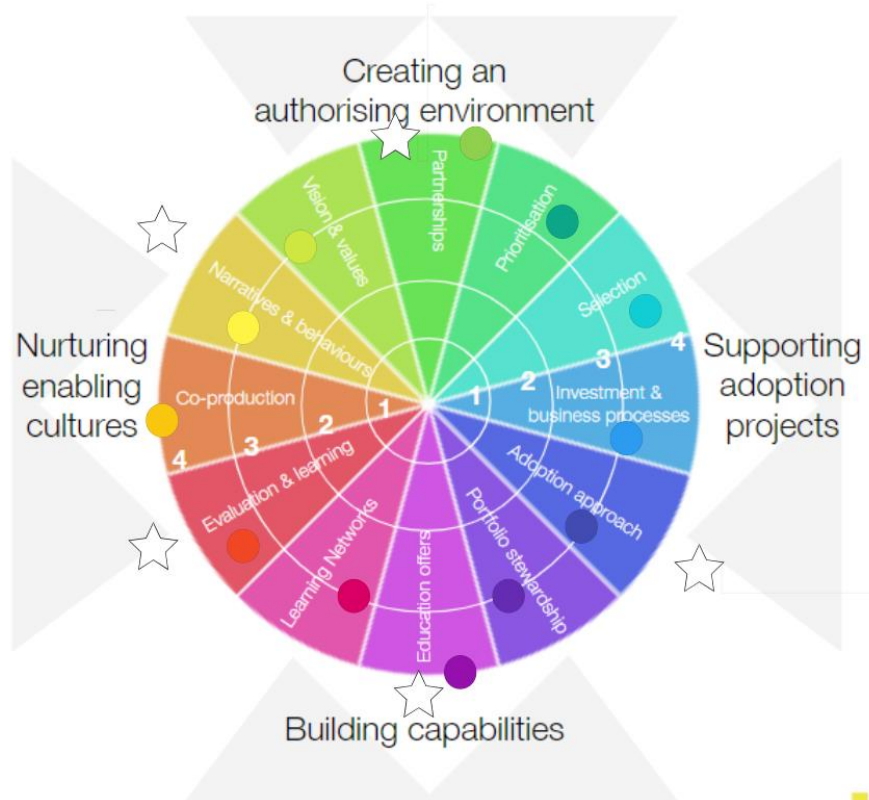 Creating an
authorising environment
Partnerships
Vision & values
Prioritisation
Narratives & behaviours
Selection
Nurturing
enabling
cultures
Supporting
adoption
projects
Co-production
Investment &
business processes
1
2
3
4
1
2
3
4
Evaluation & learning
Adoption approach
Learning Networks
Education offers
Portfolio stewardship
Building capabilities